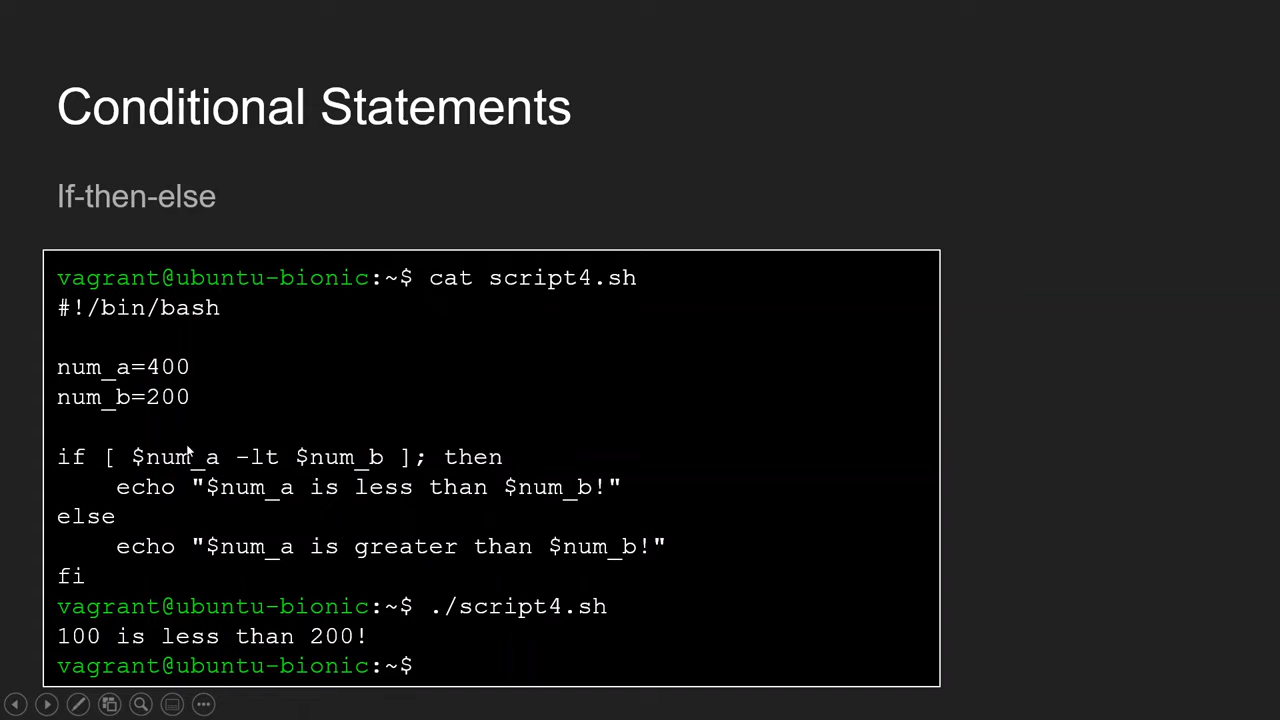 Conditional Statements
If-then-else
vagrant@ubuntu-bionic:~$ cat script4.sh
#!/bin/bash
num_a=400
num_b=200
if [ $num_a -lt $num_b ]; then
echo "$num_a is less than $num_b!"
else
echo "$num_a is greater than $num_b!"
fi
vagrant@ubuntu-bionic:~$ ./script4.sh
100 is less than 200!
vagrant@ubuntu-bionic:~$